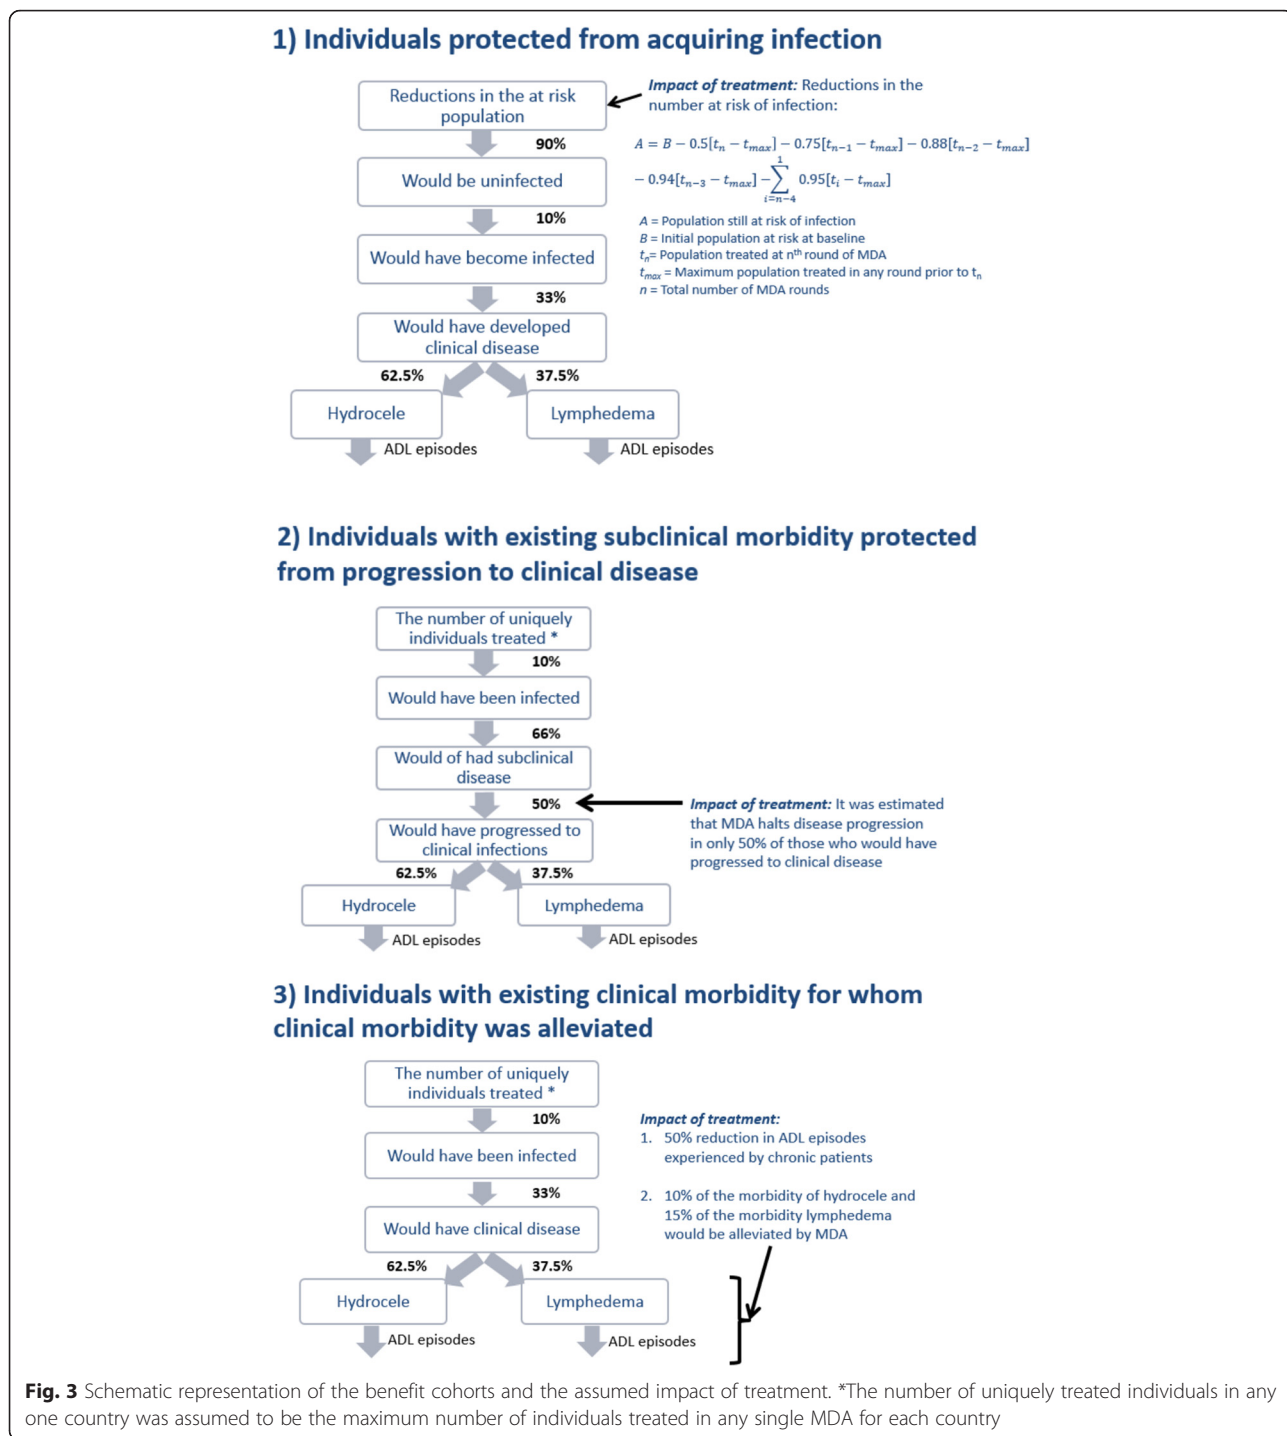 1) Individuals protected from acquiring infection
Reductions in the at risk
population
Impact of treatment: Reductions in the
number at risk of infection:
90%
A = B − 0.5[tₙ − tₘₐₓ] − 0.75[tₙ₋₁ − tₘₐₓ] − 0.88[tₙ₋₂ − tₘₐₓ]
− 0.94[tₙ₋₃ − tₘₐₓ] − ∑_{i=n−4}^{1} 0.95[tᵢ − tₘₐₓ]
Would be uninfected
10%
A = Population still at risk of infection
B = Initial population at risk at baseline
tₙ= Population treated at nᵗʰ round of MDA
tₘₐₓ = Maximum population treated in any round prior to tₙ
n = Total number of MDA rounds
Would have become infected
33%
Would have developed
clinical disease
62.5%
37.5%
Hydrocele
Lymphedema
ADL episodes
ADL episodes
2) Individuals with existing subclinical morbidity protected
from progression to clinical disease
The number of uniquely
individuals treated *
10%
Would have been infected
66%
Would of had subclinical
disease
50%
Impact of treatment: It was estimated
that MDA halts disease progression
in only 50% of those who would have
progressed to clinical disease
Would have progressed to
clinical infections
62.5%
37.5%
Hydrocele
Lymphedema
ADL episodes
ADL episodes
3) Individuals with existing clinical morbidity for whom
clinical morbidity was alleviated
The number of uniquely
individuals treated *
10%
Would have been infected
33%
Would have clinical disease
Impact of treatment:
1. 50% reduction in ADL episodes
experienced by chronic patients
2. 10% of the morbidity of hydrocele and
15% of the morbidity lymphedema
would be alleviated by MDA
62.5%
37.5%
Hydrocele
Lymphedema
ADL episodes
ADL episodes
Fig. 3 Schematic representation of the benefit cohorts and the assumed impact of treatment. *The number of uniquely treated individuals in any
one country was assumed to be the maximum number of individuals treated in any single MDA for each country